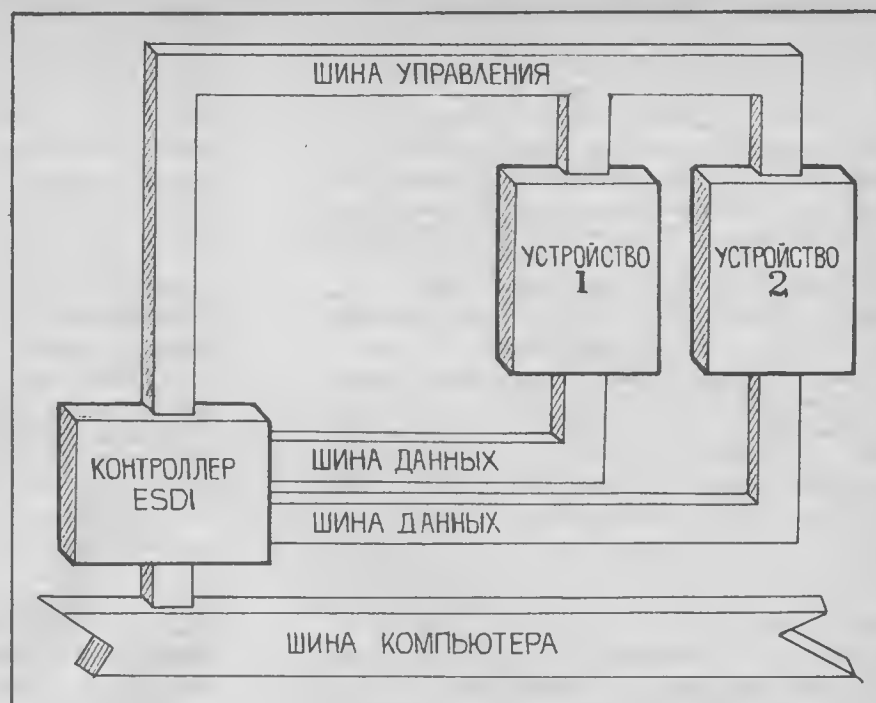 ШИНА УПРАВЛЕНИЯ
УСТРОЙСТВО
1
УСТРОЙСТВО
2
КОНТРОЛЛЕР
ESDI
ШИНА ДАННЫХ
ШИНА ДАННЫХ
ШИНА КОМПЬЮТЕРА